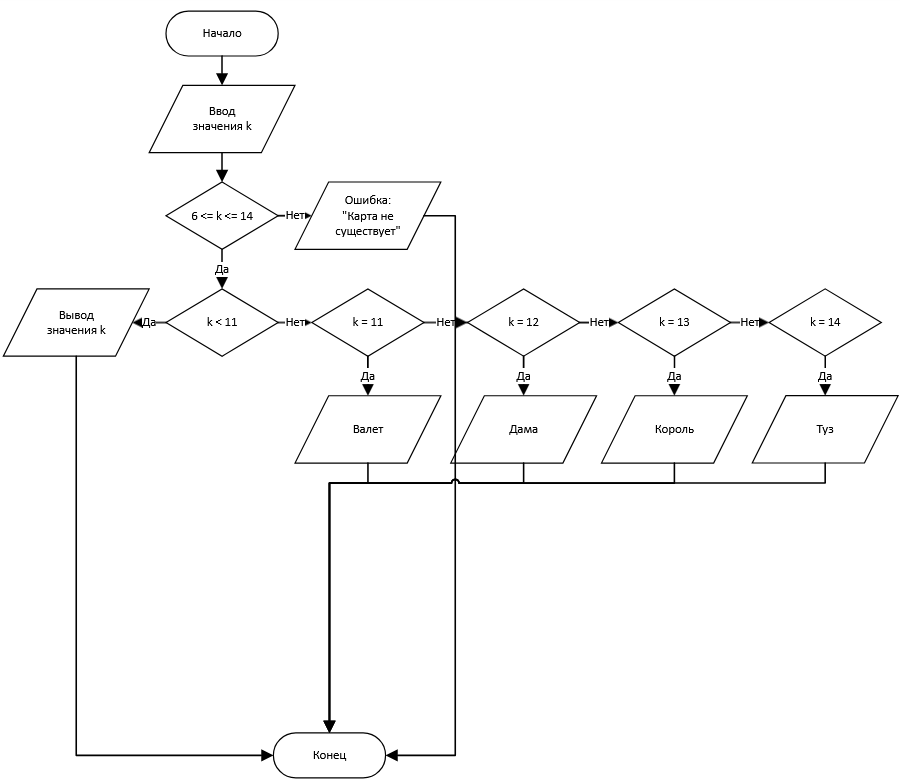 Начало
Ввод
значения k
6 <= k <= 14
Нет
Ошибка:
"Карта не
существует"
Да
Вывод
значения k
Да
k < 11
Нет
k = 11
Нет
k = 12
Нет
k = 13
Нет
k = 14
Да
Да
Да
Да
Валет
Дама
Король
Туз
Конец